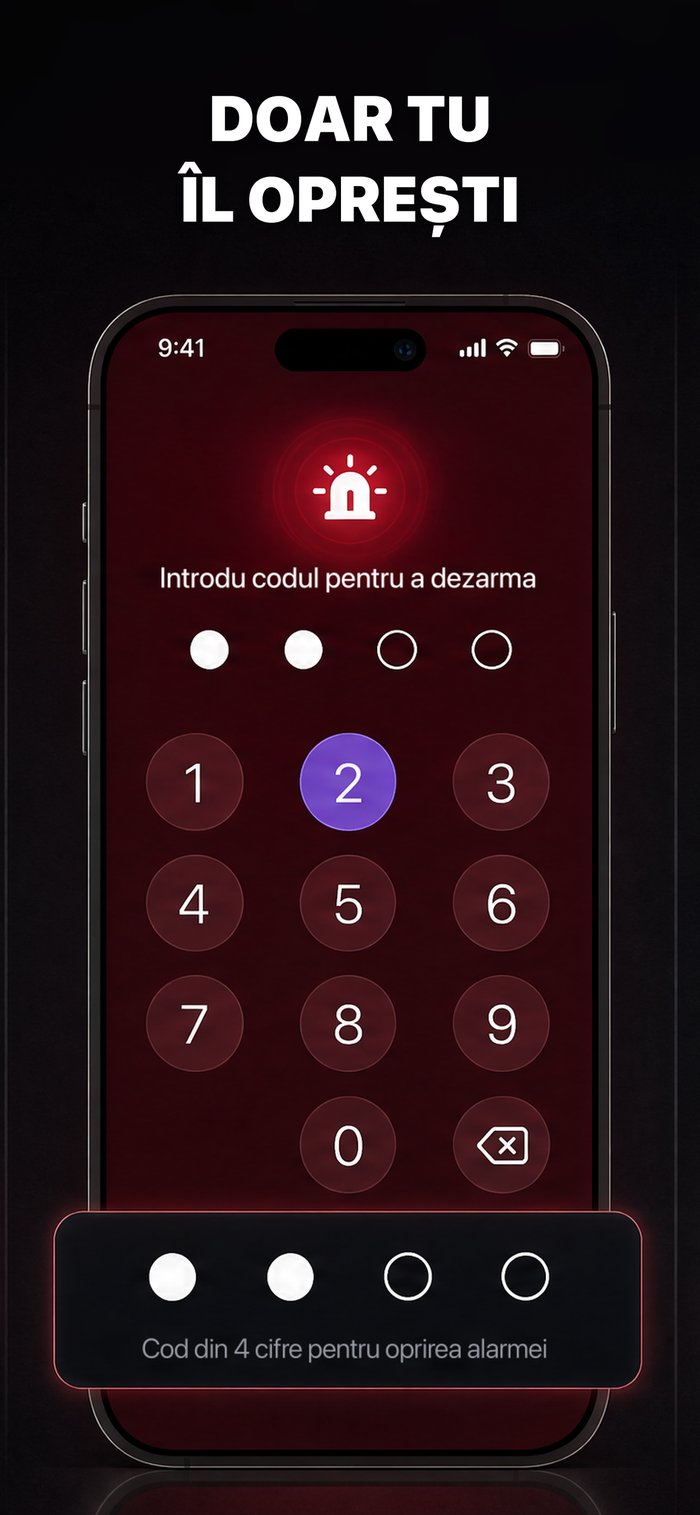 DOAR TU
ÎL OPREȘTI
9:41
Introdu codul pentru a dezarma
1 2 3
4 5 6
7 8 9
0
Cod din 4 cifre pentru oprirea alarmei